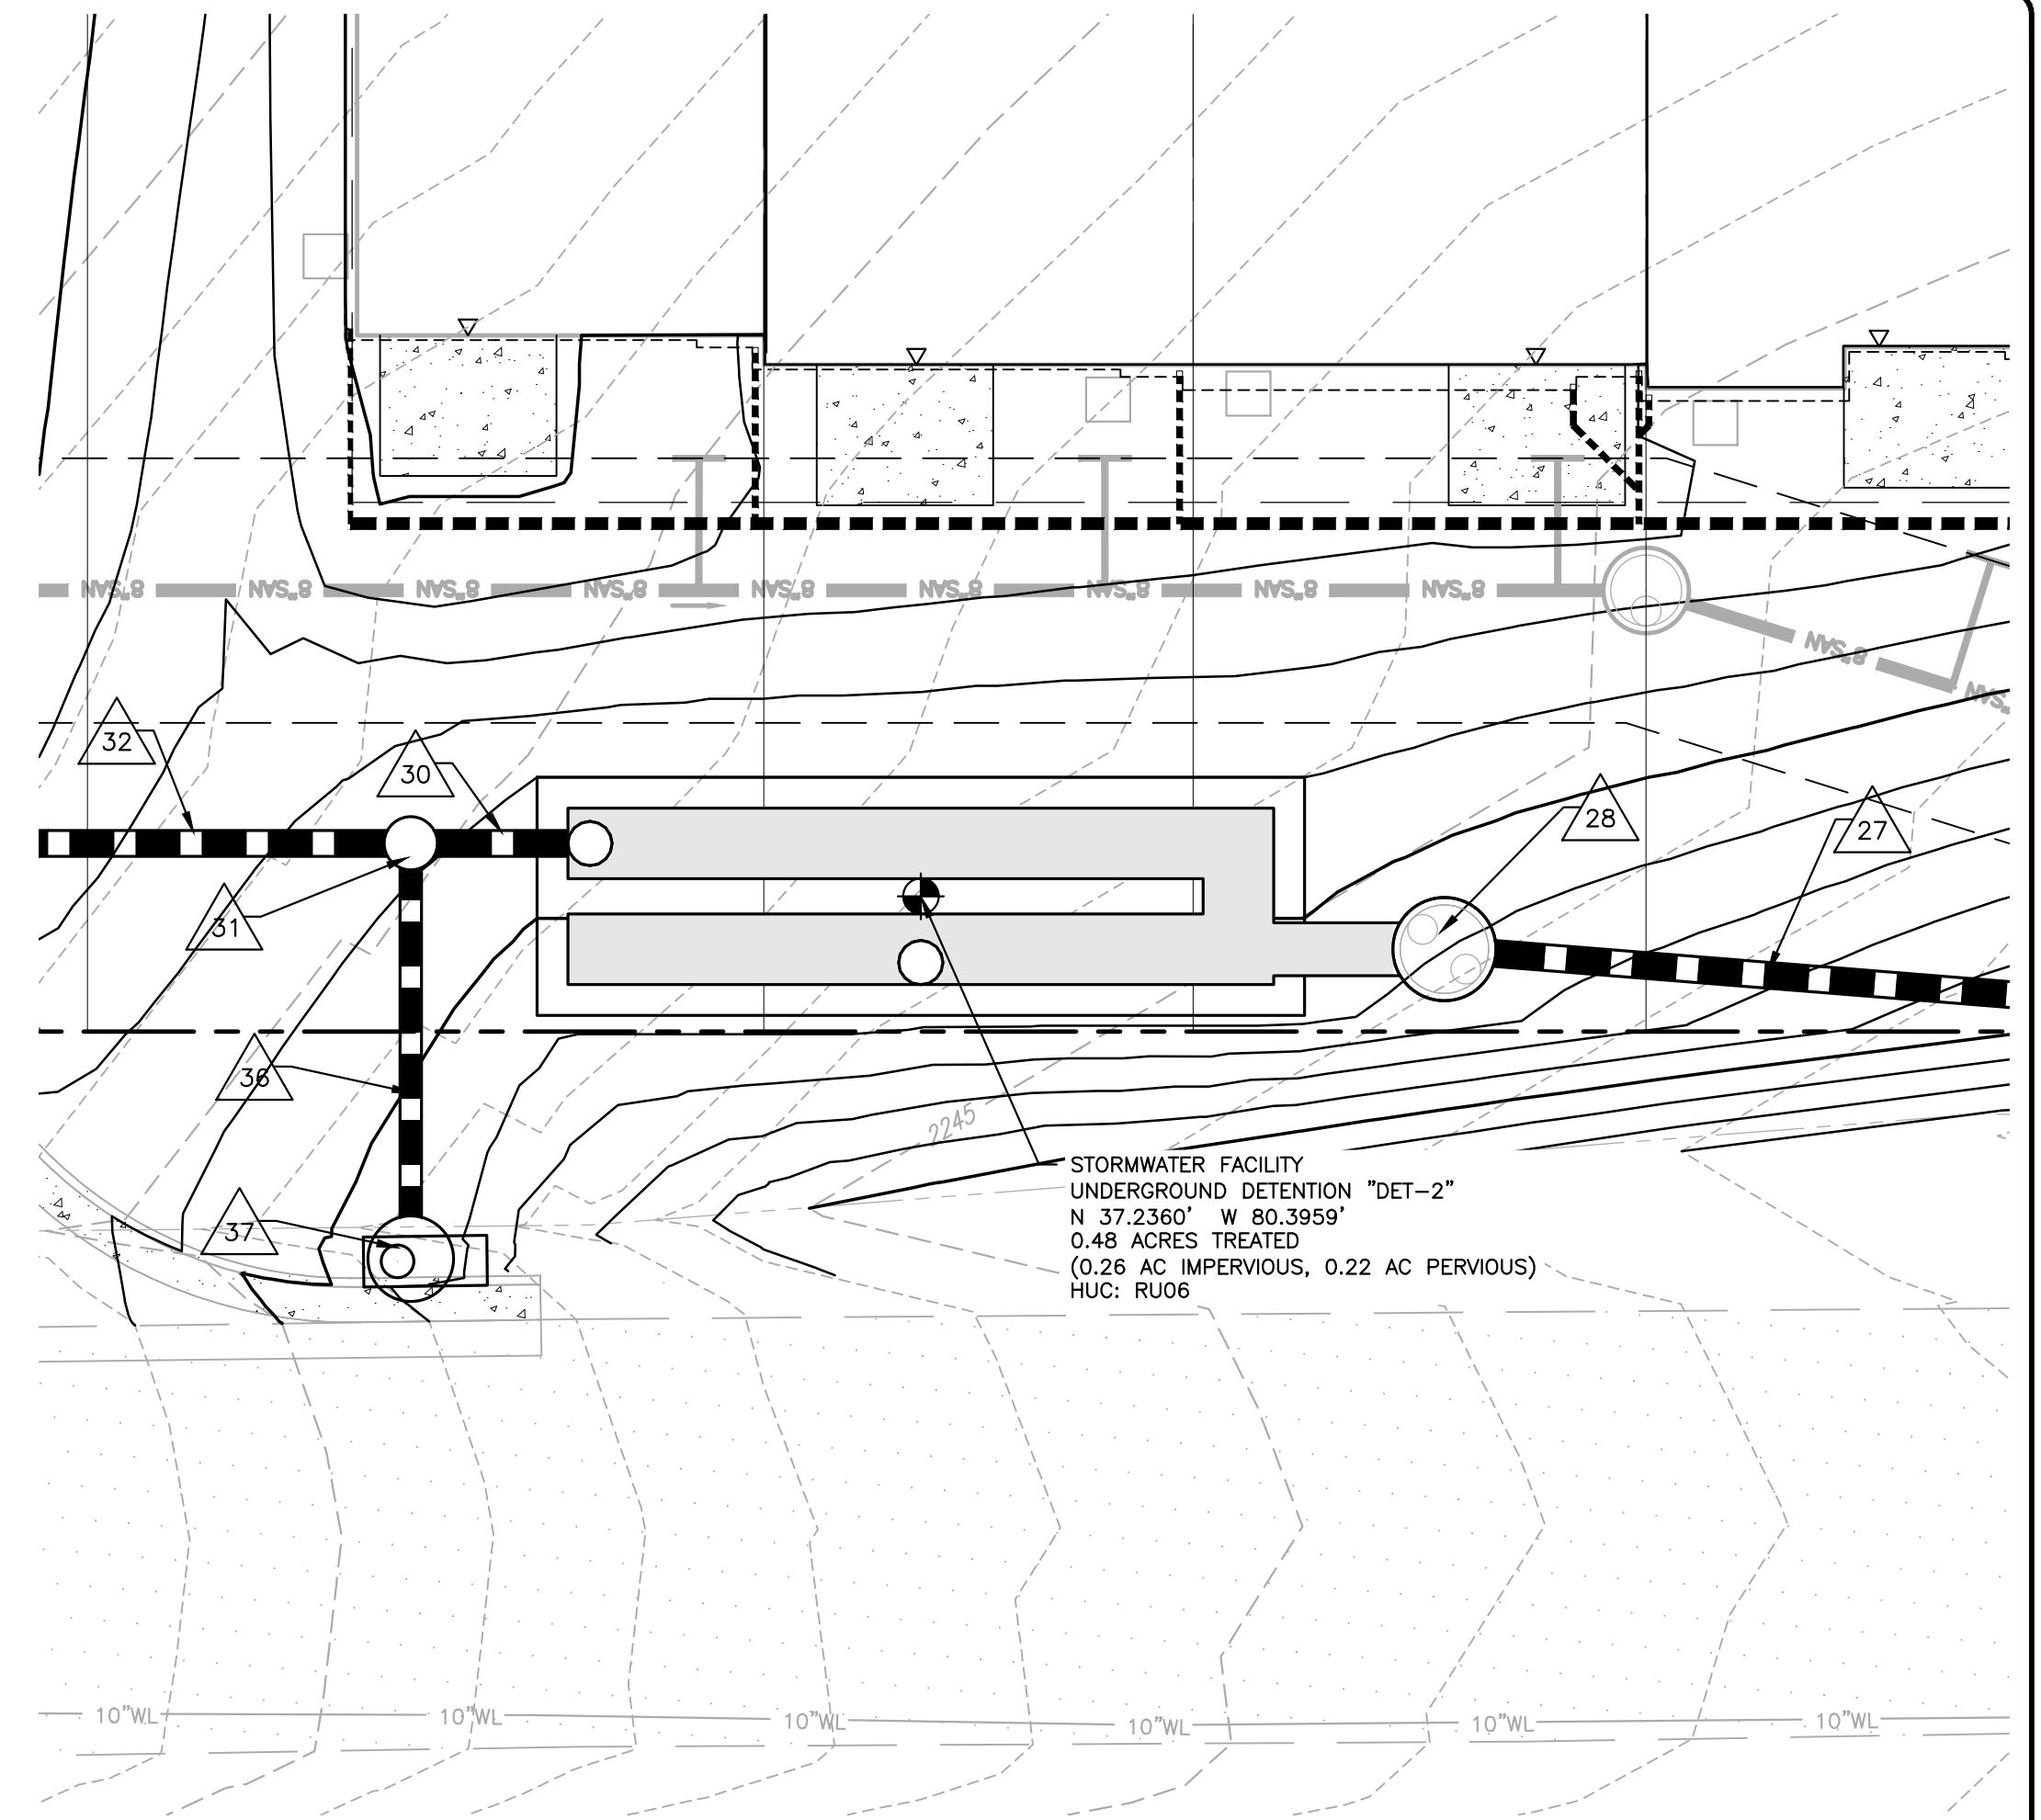 8"SAN 8"SAN 8"SAN 8"SAN 8"SAN 8"SAN 8"SAN 8"SAN 8"SAN
8"SAN
8"SAN
32
30
28
27
31
36
37
2245
STORMWATER FACILITY
UNDERGROUND DETENTION "DET-2"
N 37.2360' W 80.3959'
0.48 ACRES TREATED
(0.26 AC IMPERVIOUS, 0.22 AC PERVIOUS)
HUC: RU06
10"WL 10"WL 10"WL 10"WL 10"WL 10"WL